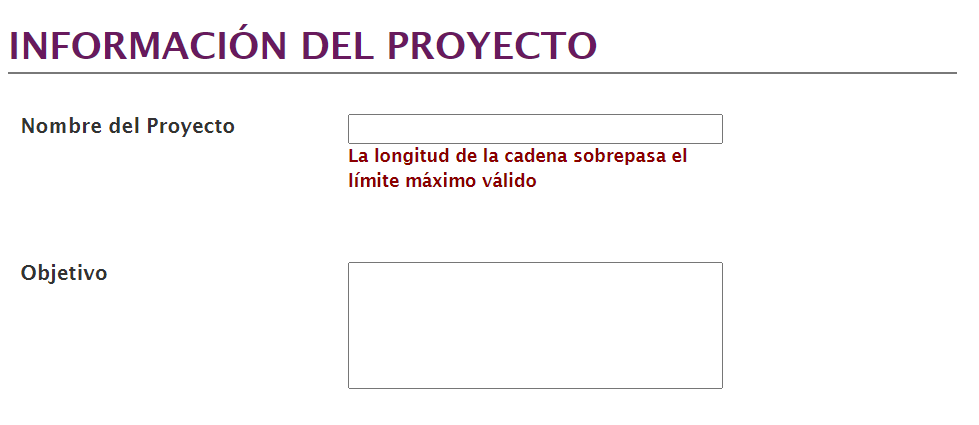 INFORMACIÓN DEL PROYECTO
Nombre del Proyecto
La longitud de la cadena sobrepasa el
límite máximo válido
Objetivo